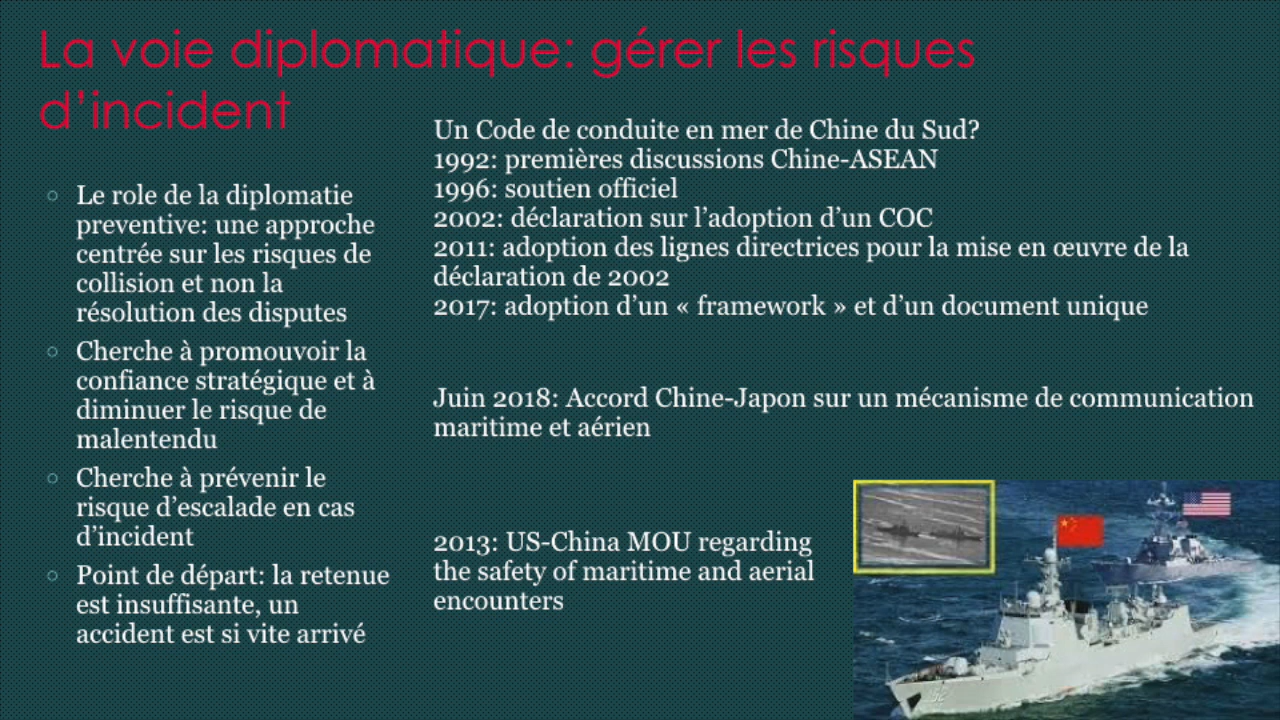 La voie diplomatique: gérer les risques
d’incident
○ Le role de la diplomatie
preventive: une approche
centrée sur les risques de
collision et non la
résolution des disputes
○ Cherche à promouvoir la
confiance stratégique et à
diminuer le risque de
malentendu
○ Cherche à prévenir le
risque d’escalade en cas
d’incident
○ Point de départ: la retenue
est insuffisante, un
accident est si vite arrivé
Un Code de conduite en mer de Chine du Sud?
1992: premières discussions Chine-ASEAN
1996: soutien officiel
2002: déclaration sur l’adoption d’un COC
2011: adoption des lignes directrices pour la mise en œuvre de la
déclaration de 2002
2017: adoption d’un « framework » et d’un document unique
Juin 2018: Accord Chine-Japon sur un mécanisme de communication
maritime et aérien
2013: US-China MOU regarding
the safety of maritime and aerial
encounters